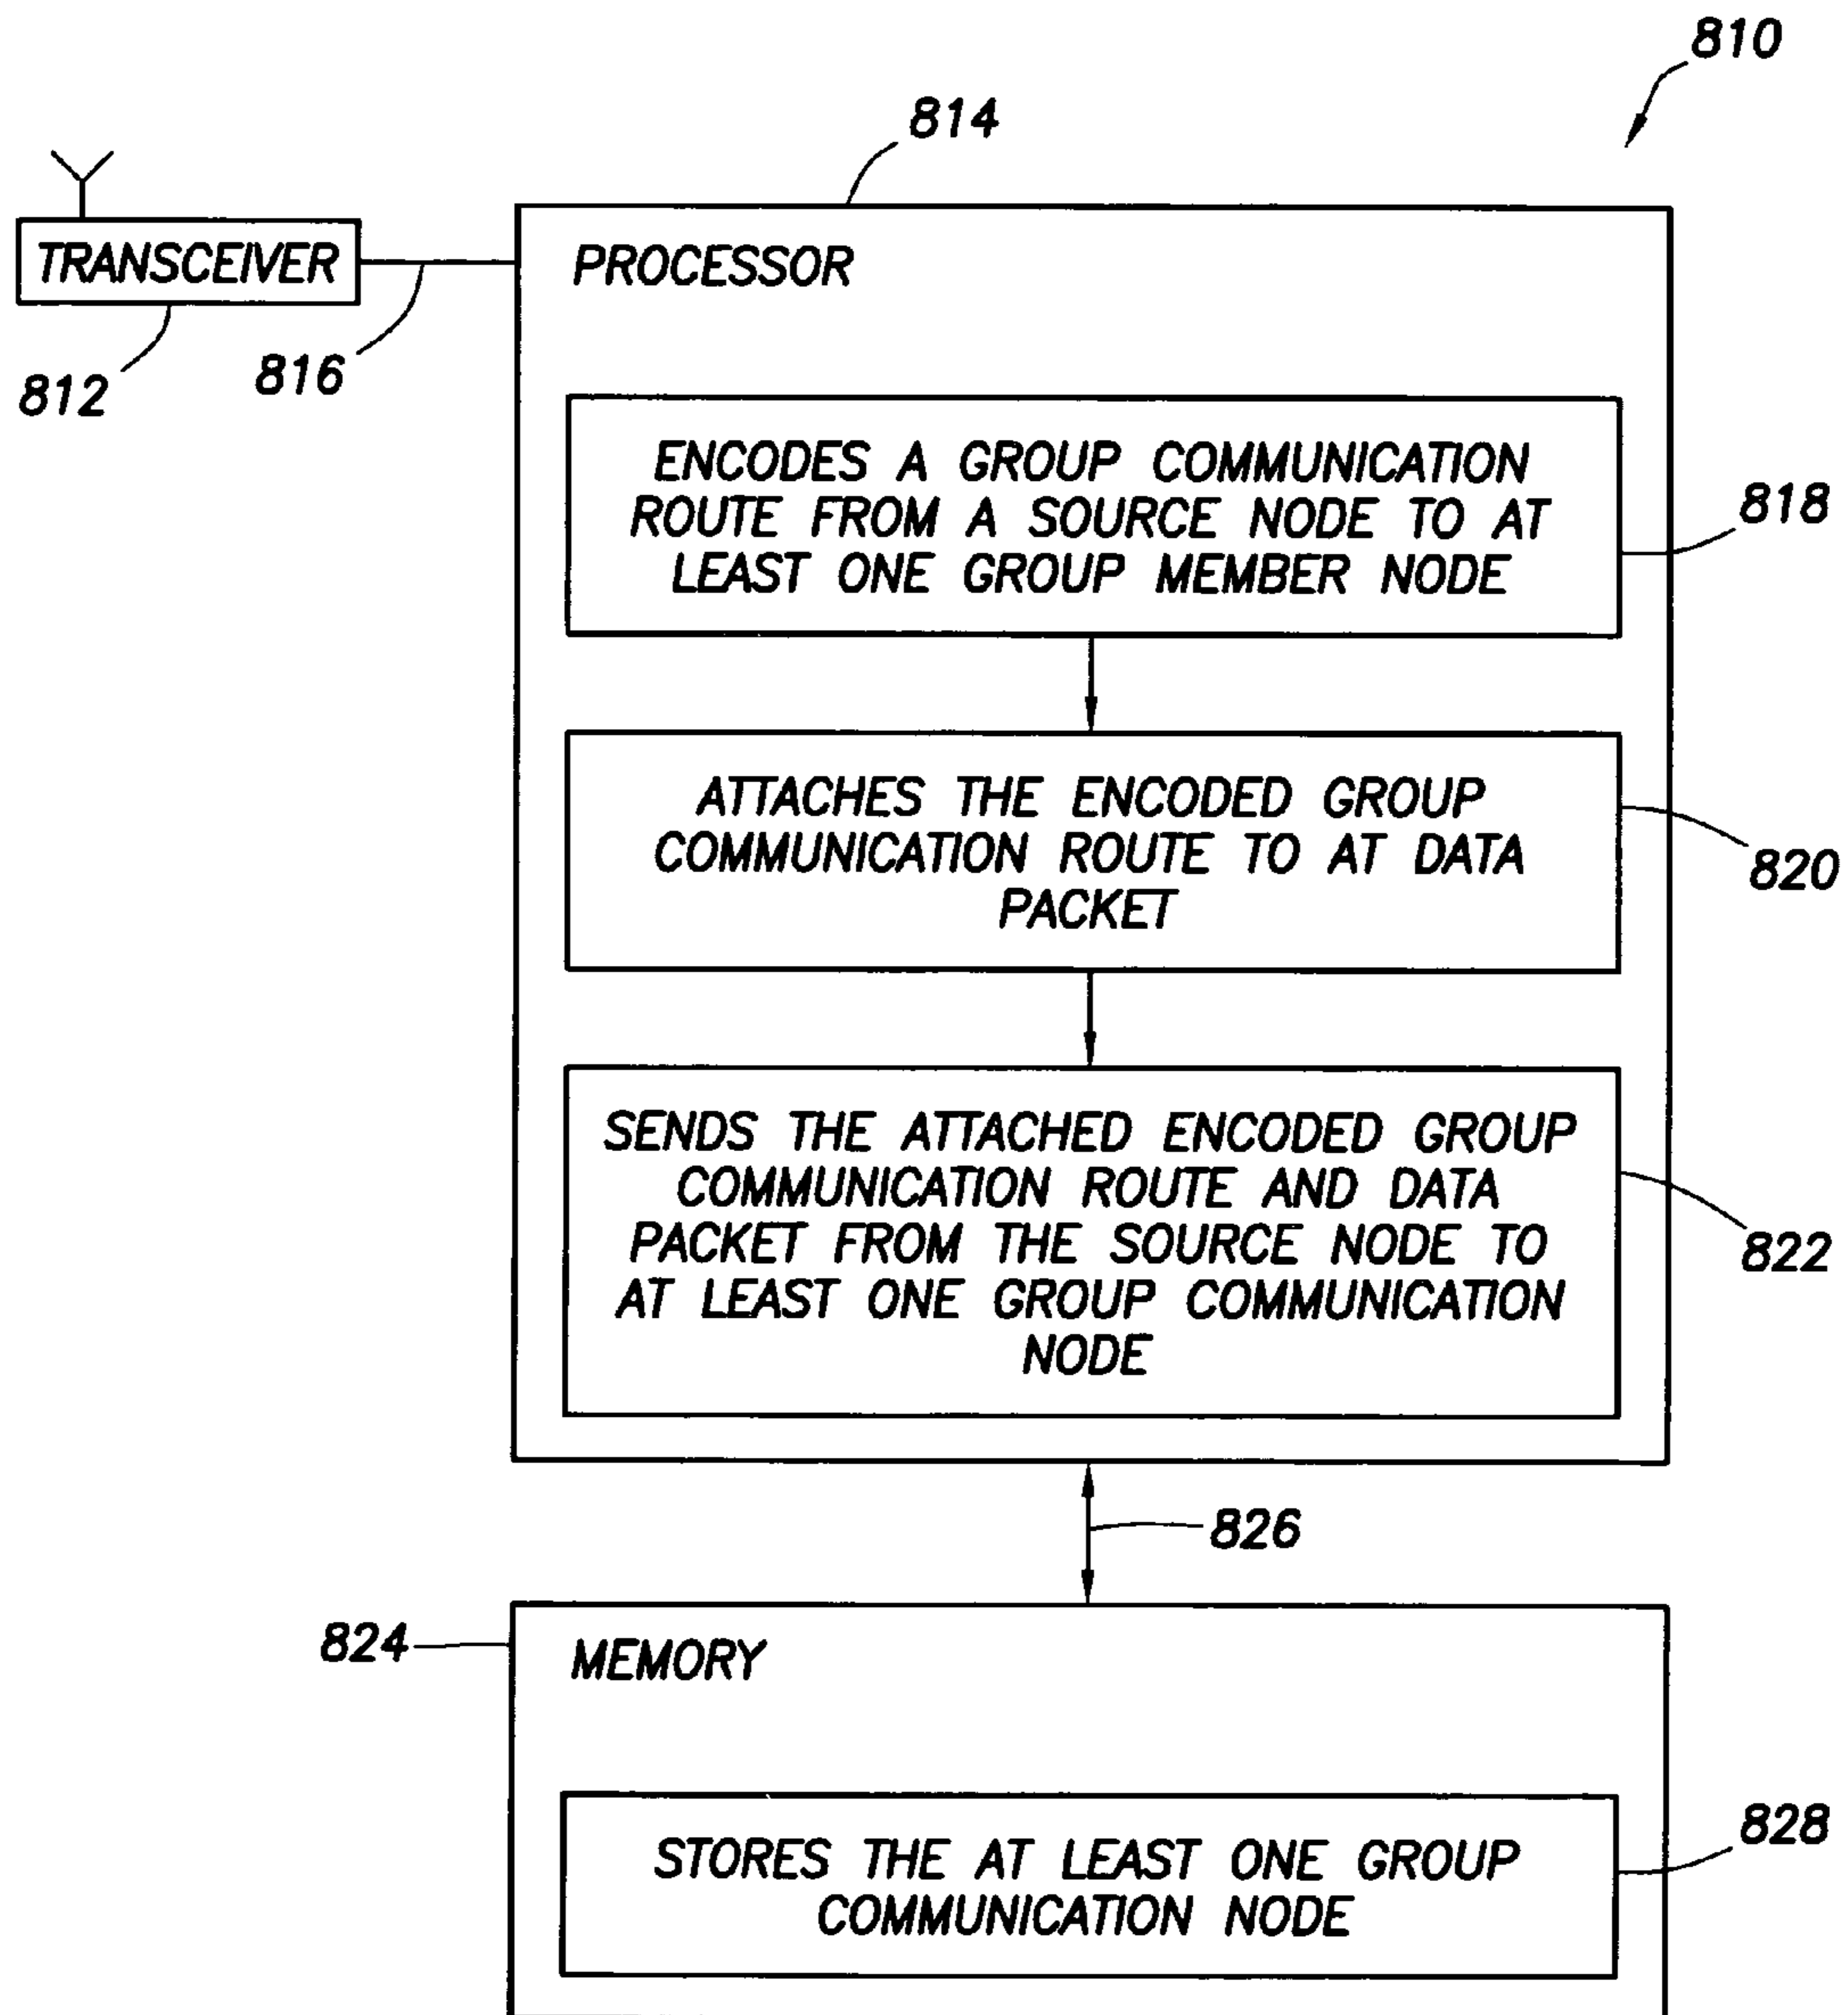 810
814
TRANSCEIVER
PROCESSOR
812
816
ENCODES A GROUP COMMUNICATION
ROUTE FROM A SOURCE NODE TO AT
LEAST ONE GROUP MEMBER NODE
818
ATTACHES THE ENCODED GROUP
COMMUNICATION ROUTE TO AT DATA
PACKET
820
SENDS THE ATTACHED ENCODED GROUP
COMMUNICATION ROUTE AND DATA
PACKET FROM THE SOURCE NODE TO
AT LEAST ONE GROUP COMMUNICATION
NODE
822
826
824
MEMORY
STORES THE AT LEAST ONE GROUP
COMMUNICATION NODE
828